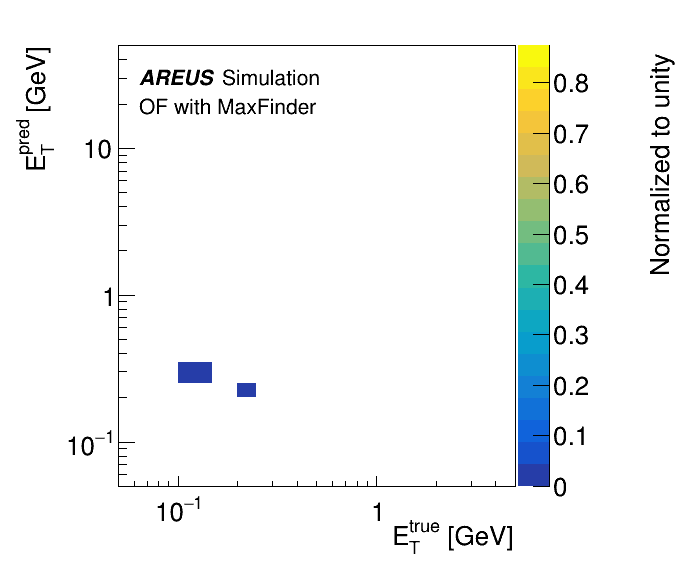 AREUS Simulation
OF with MaxFinder
E_T^pred [GeV]
10
1
10^−1
10^−1
1
E_T^true [GeV]
0.8
0.7
0.6
0.5
0.4
0.3
0.2
0.1
0
Normalized to unity